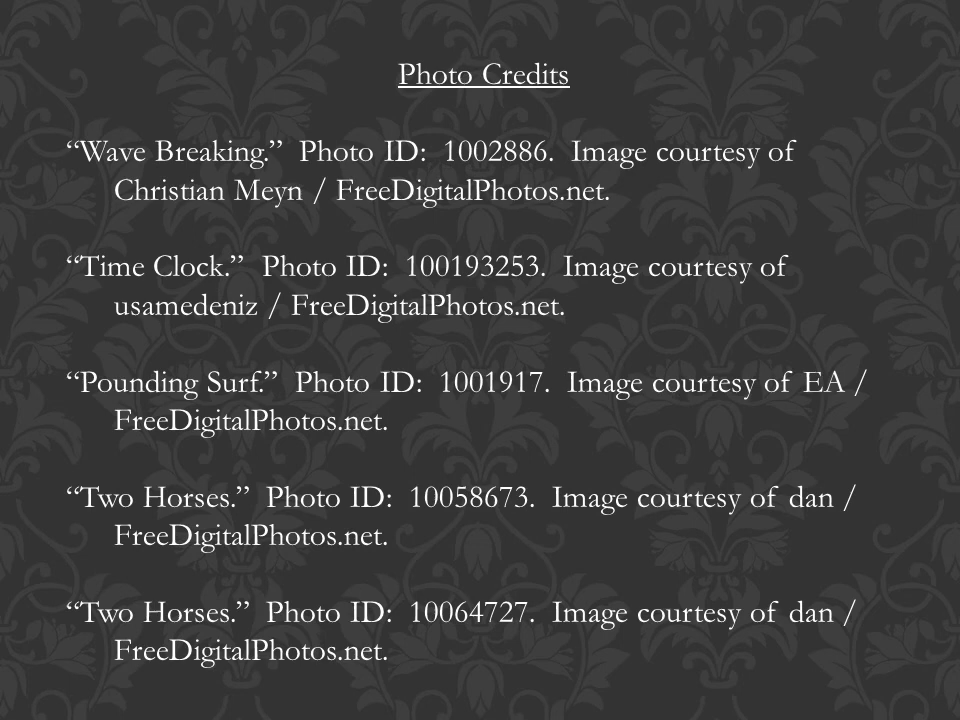 Photo Credits
“Wave Breaking.”  Photo ID:  1002886.  Image courtesy of
Christian Meyn / FreeDigitalPhotos.net.
“Time Clock.”  Photo ID:  100193253.  Image courtesy of
usamedeniz / FreeDigitalPhotos.net.
“Pounding Surf.”  Photo ID:  1001917.  Image courtesy of EA /
FreeDigitalPhotos.net.
“Two Horses.”  Photo ID:  10058673.  Image courtesy of dan /
FreeDigitalPhotos.net.
“Two Horses.”  Photo ID:  10064727.  Image courtesy of dan /
FreeDigitalPhotos.net.